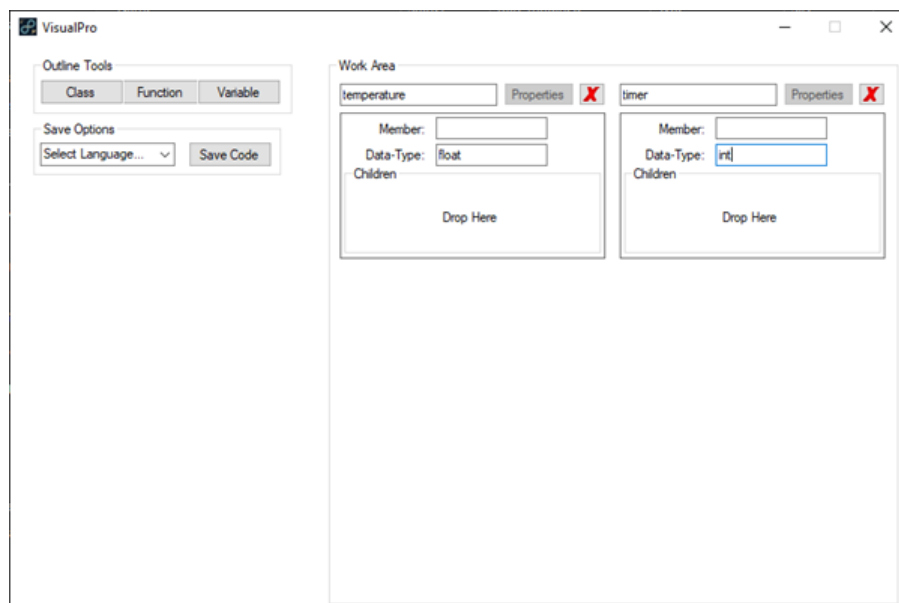 VisualPro
Outline Tools
Class Function Variable
Save Options
Select Language... Save Code
Work Area
temperature Properties X timer Properties X
Member: Member:
Data-Type: float Data-Type: int
Children Children
Drop Here Drop Here